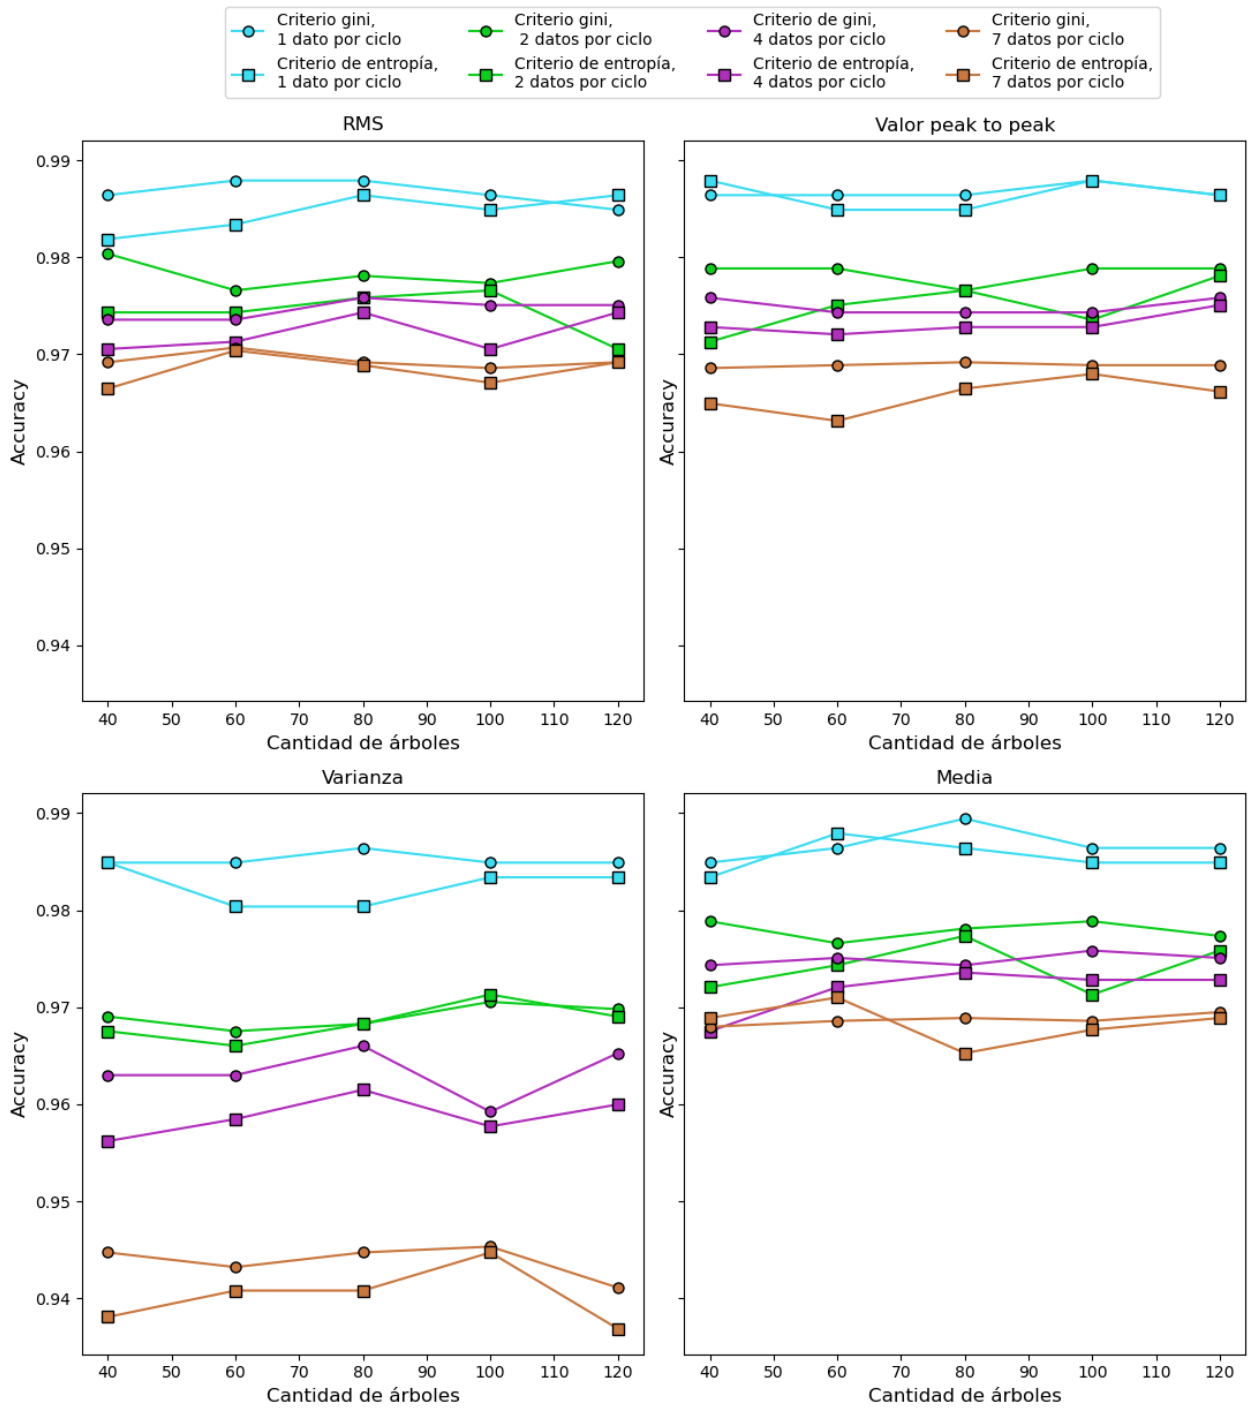 Criterio gini,
1 dato por ciclo
Criterio de entropía,
1 dato por ciclo
Criterio gini,
2 datos por ciclo
Criterio de entropía,
2 datos por ciclo
Criterio de gini,
4 datos por ciclo
Criterio de entropía,
4 datos por ciclo
Criterio gini,
7 datos por ciclo
Criterio de entropía,
7 datos por ciclo
RMS
0.99
0.98
0.97
0.96
0.95
0.94
Accuracy
40 50 60 70 80 90 100 110 120
Cantidad de árboles
Valor peak to peak
Accuracy
40 50 60 70 80 90 100 110 120
Cantidad de árboles
Varianza
0.99
0.98
0.97
0.96
0.95
0.94
Accuracy
40 50 60 70 80 90 100 110 120
Cantidad de árboles
Media
Accuracy
40 50 60 70 80 90 100 110 120
Cantidad de árboles